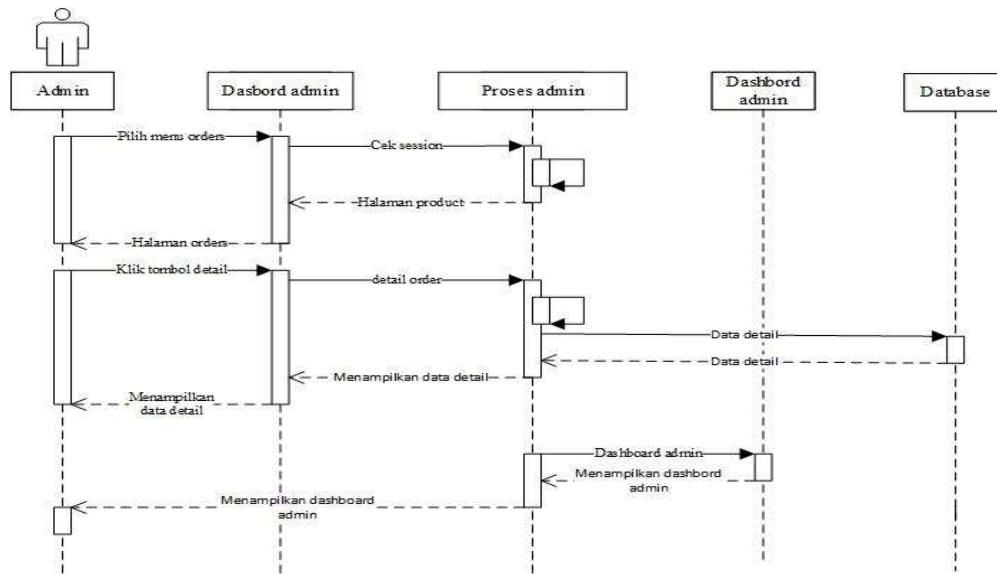 Admin
Dasbord admin
Proses admin
Dashbord
admin
Database
Pilih menu orders
Cek session
Halaman product
Halaman orders
Klik tombol detail
detail order
Data detail
Data detail
Menampilkan data detail
Menampilkan
data detail
Dashboard admin
Menampilkan dashbord
admin
Menampilkan dashboard
admin